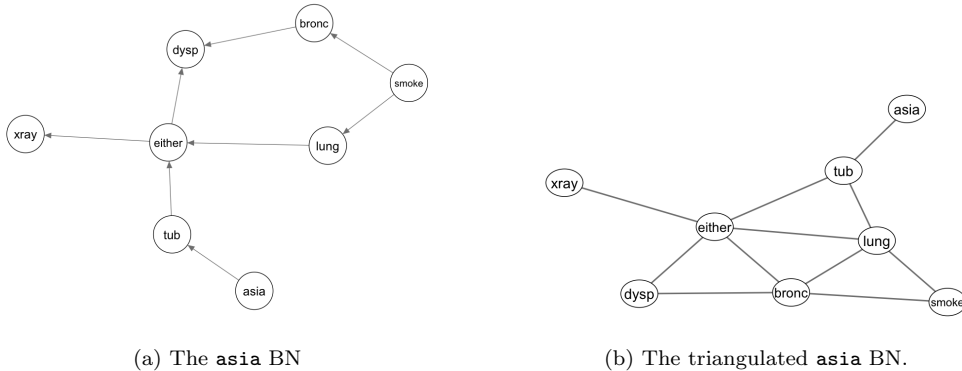 bronc
dysp
smoke
xray
either
lung
tub
asia
asia
tub
xray
either
lung
dysp
bronc
smoke
(a) The asia BN
(b) The triangulated asia BN.